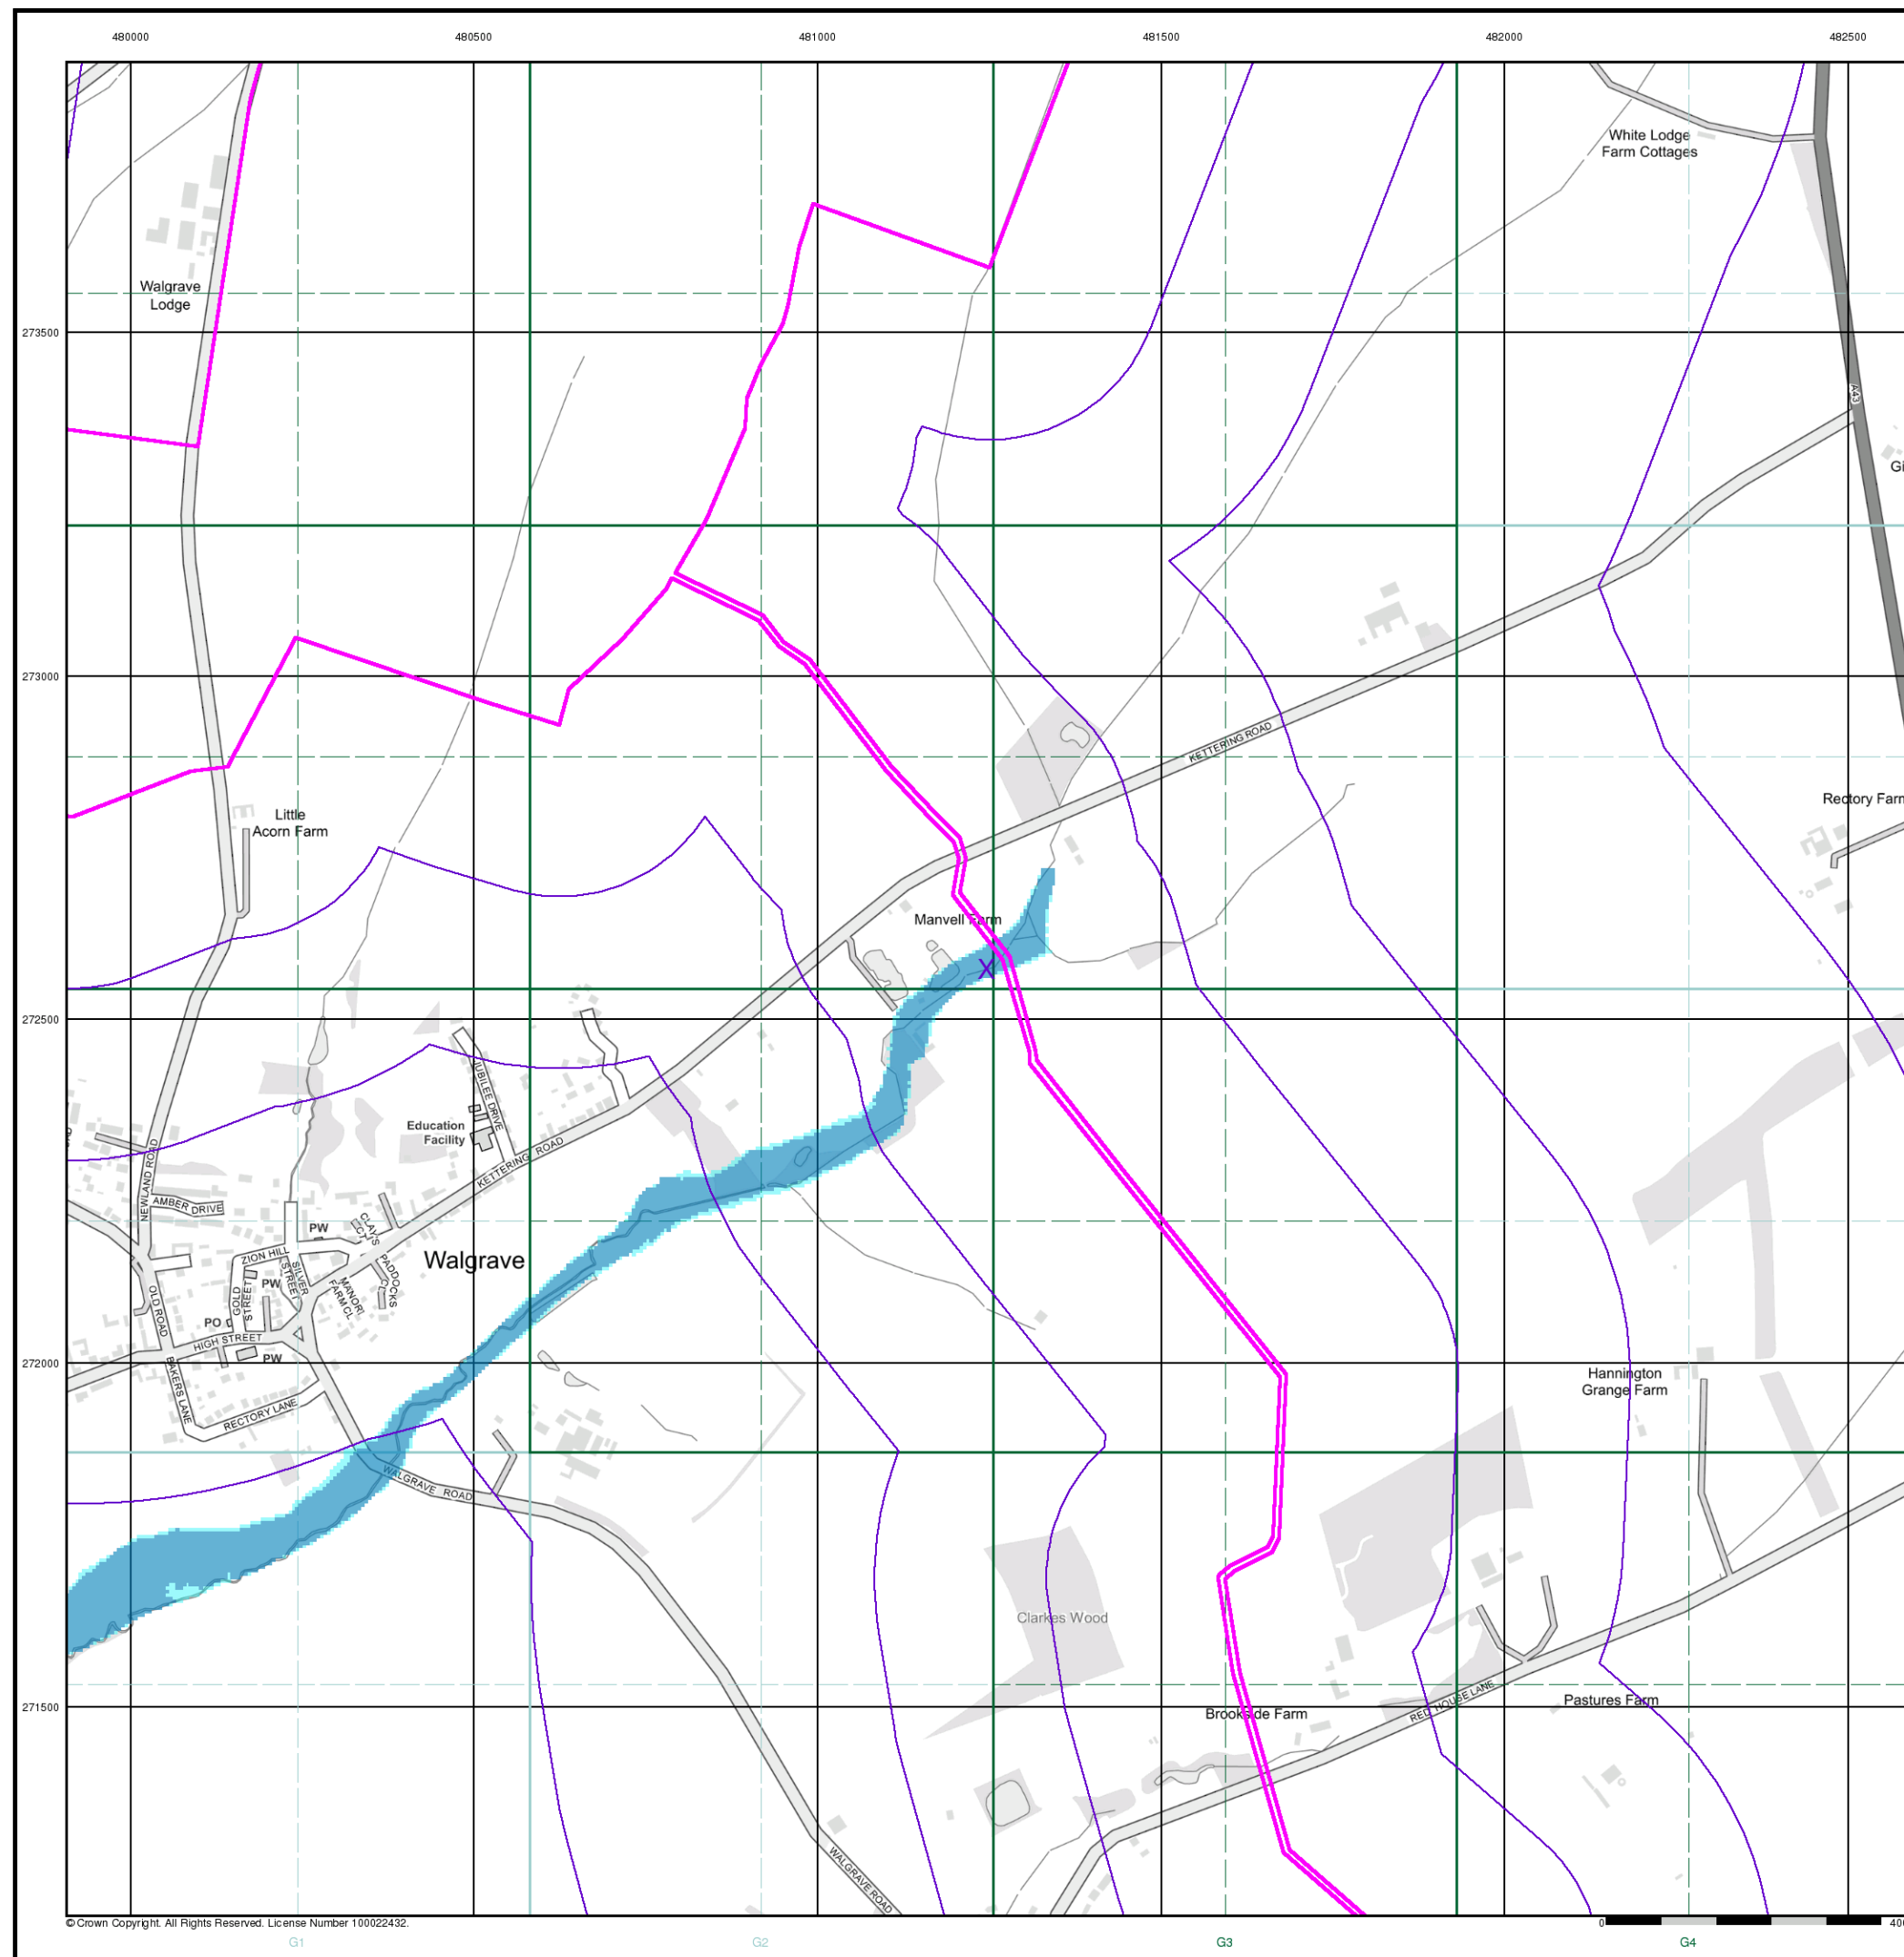 480000 480500 481000 481500 482000 482500
White Lodge
Farm Cottages
Walgrave
Lodge
273500
A43
Gi
273000
KETTERING ROAD
Little
Acorn Farm
Rectory Farm
Manvell Farm
X
272500
JUBILEE DRIVE
Education
Facility
KETTERING ROAD
NEWLAND ROAD
AMBER DRIVE
PW
CLAY'S
CT
ZION HILL
Walgrave
SILVER
STREET
PADDOCKS
PW
MANOR
FARM CL
GOLD
STREET
OLD ROAD
PO
HIGH STREET
PW
272000
BAKERS LANE
RECTORY LANE
Hannington
Grange Farm
WALGRAVE ROAD
Clarkes Wood
271500
Brookside Farm
RED HOUSE LANE
Pastures Farm
WALGRAVE ROAD
© Crown Copyright. All Rights Reserved. License Number 100022432.
0 400
G1 G2 G3 G4